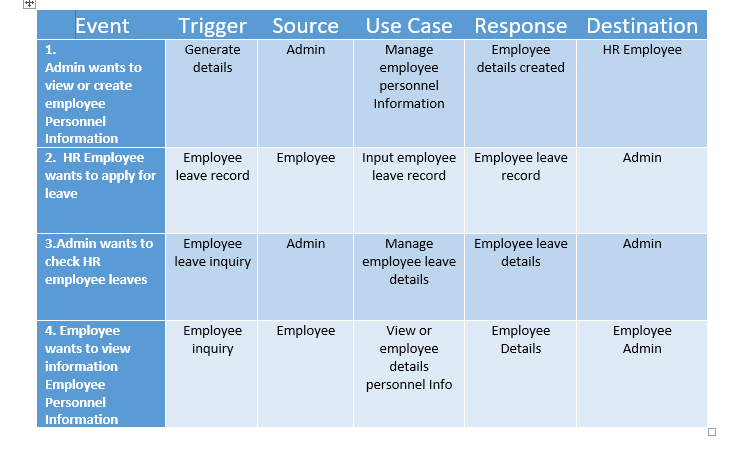 Event Trigger Source Use Case Response Destination
1. Generate Admin Manage Employee HR Employee
Admin wants to details employee details created
view or create personnel
employee Information
Personnel
Information
2. HR Employee Employee Employee Input employee Employee leave Admin
wants to apply for leave record leave record record
leave
3.Admin wants to Employee Admin Manage Employee leave Admin
check HR leave inquiry employee leave details
employee leaves details
4. Employee Employee Employee View or Employee Employee
wants to view inquiry employee Details Admin
information details
Employee personnel Info
Personnel
Information